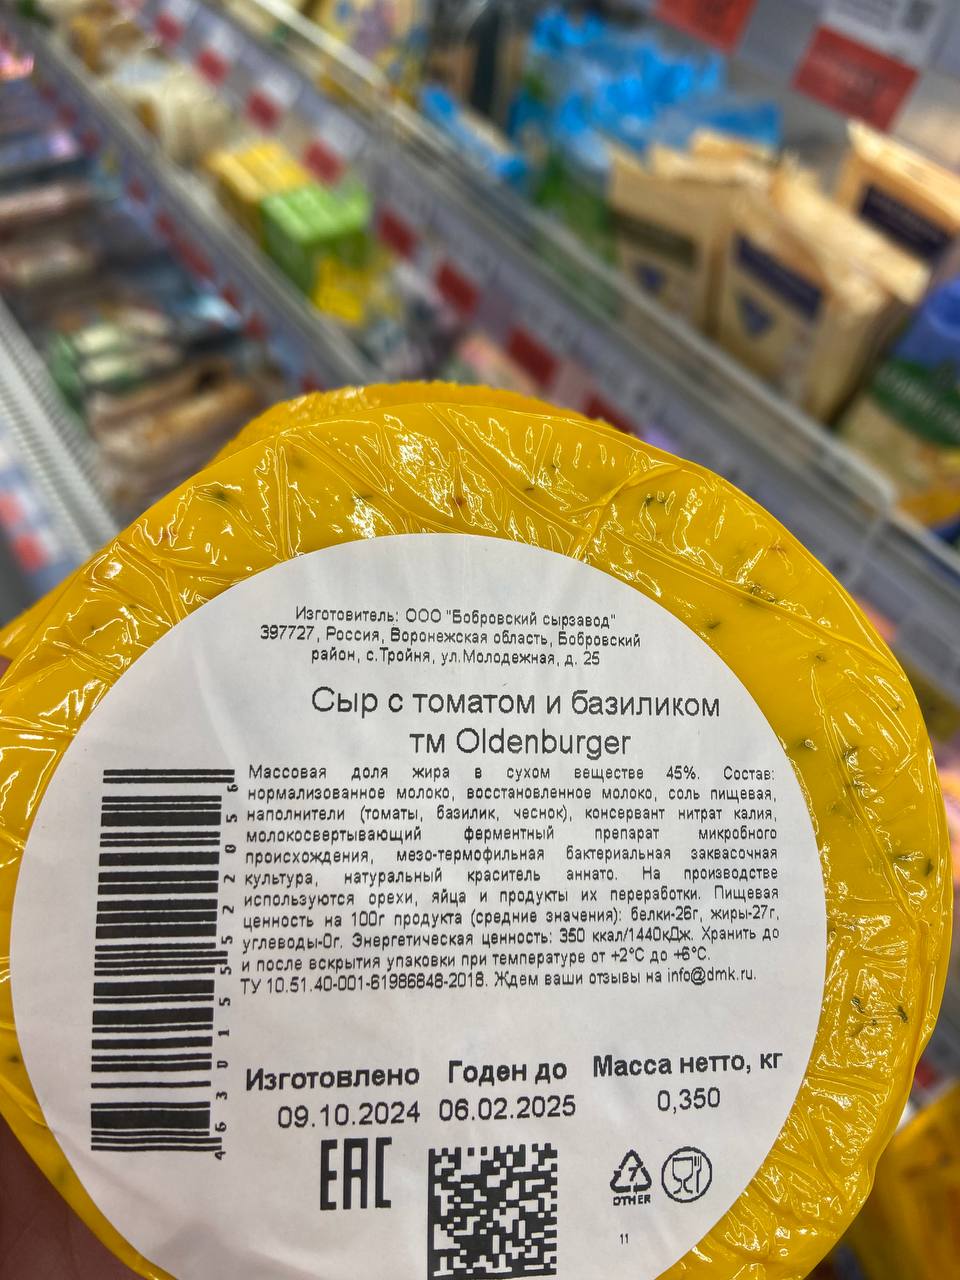 Изготовитель: ООО "Бобровский сырзавод"
397727, Россия, Воронежская область, Бобровский
район, с.Тройня, ул.Молодежная, д. 25
Сыр с томатом и базиликом
тм Oldenburger
Массовая доля жира в сухом веществе 45%. Состав:
нормализованное молоко, восстановленное молоко, соль пищевая,
наполнители (томаты, базилик, чеснок), консервант нитрат калия,
молокосвертывающий ферментный препарат микробного
происхождения, мезо-термофильная бактериальная заквасочная
культура, натуральный краситель аннато. На производстве
используются орехи, яйца и продукты их переработки. Пищевая
ценность на 100г продукта (средние значения): белки-26г, жиры-27г,
углеводы-0г. Энергетическая ценность: 350 ккал/1440кДж. Хранить до
и после вскрытия упаковки при температуре от +2°С до +6°С.
ТУ 10.51.40-001-61986848-2018. Ждем ваши отзывы на info@dmk.ru.
4630155522056
Изготовлено Годен до Масса нетто, кг
09.10.2024 06.02.2025 0,350
EAC
OTHER
11